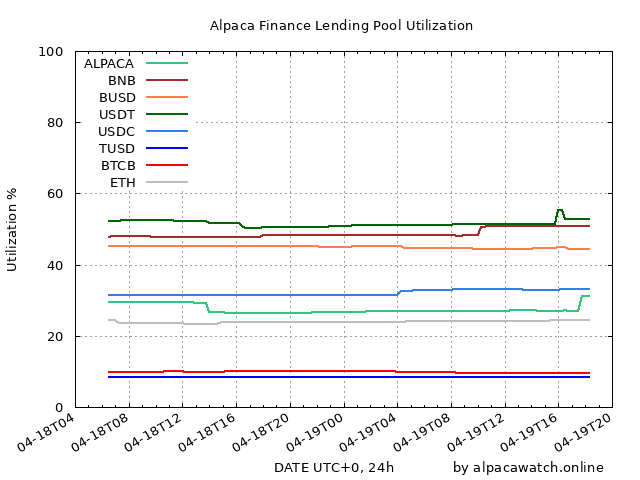 Alpaca Finance Lending Pool Utilization
100
80
60
40
20
0
Utilization %
ALPACA
BNB
BUSD
USDT
USDC
TUSD
BTCB
ETH
04-18T04
04-18T08
04-18T12
04-18T16
04-18T20
04-19T00
04-19T04
04-19T08
04-19T12
04-19T16
04-19T20
DATE UTC+0, 24h
by alpacawatch.online